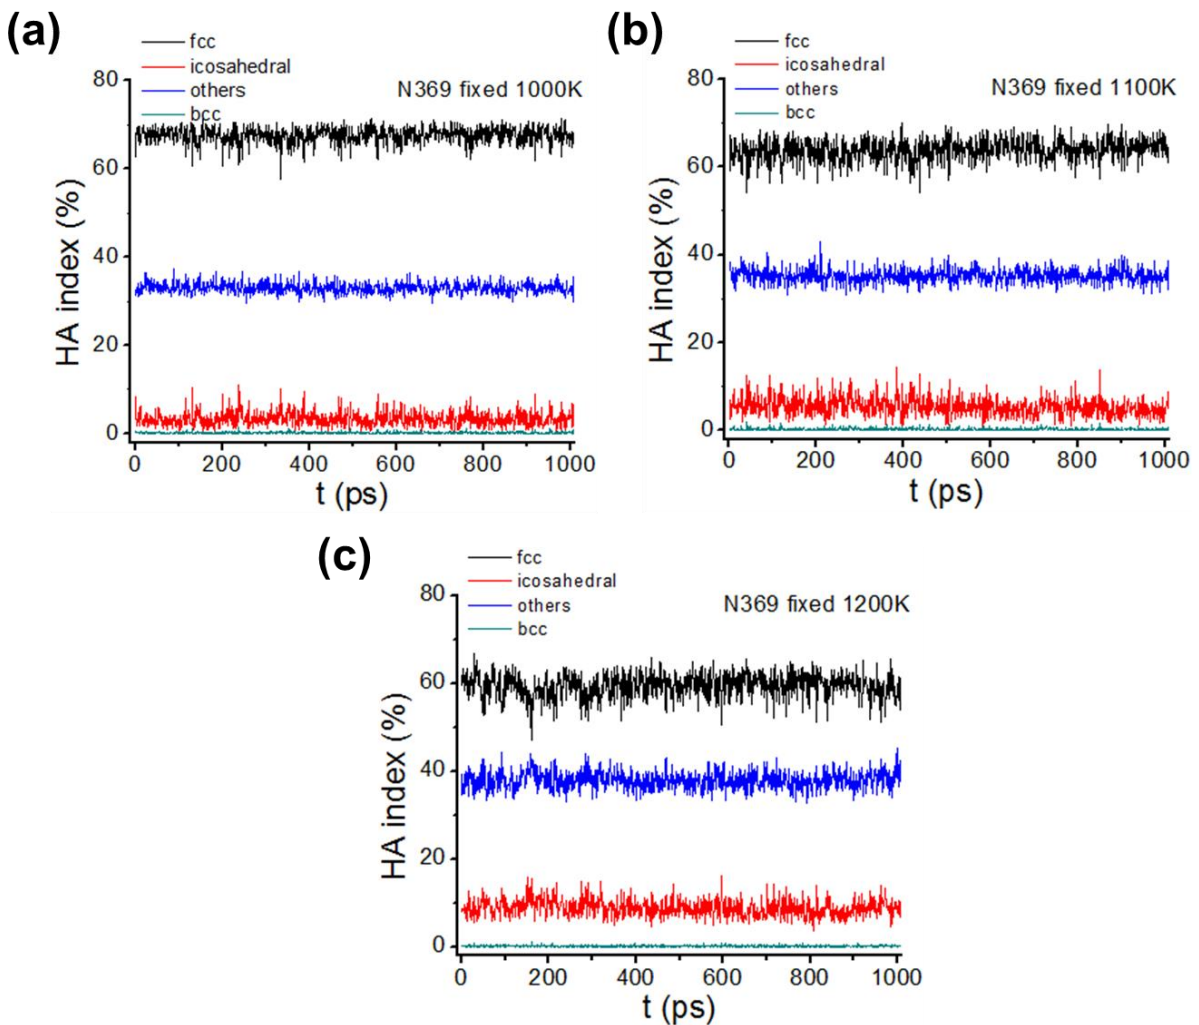 (a)
fcc
icosahedral
others
bcc
N369 fixed 1000K
80
60
40
20
0
HA index (%)
0 200 400 600 800 1000
t (ps)
(b)
fcc
icosahedral
others
bcc
N369 fixed 1100K
80
60
40
20
0
HA index (%)
0 200 400 600 800 1000
t (ps)
(c)
fcc
icosahedral
others
bcc
N369 fixed 1200K
80
60
40
20
0
HA index (%)
0 200 400 600 800 1000
t (ps)